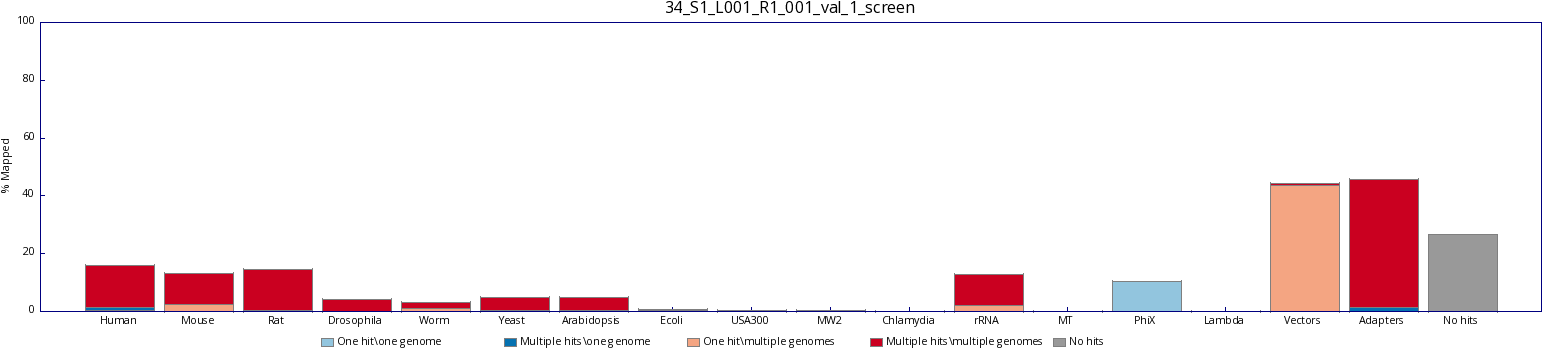 34_S1_L001_R1_001_val_1_screen
100
80
60
40
20
0
% Mapped
Human Mouse Rat Drosophila Worm Yeast Arabidopsis Ecoli USA300 MW2 Chlamydia rRNA MT PhiX Lambda Vectors Adapters No hits
One hit\one genome Multiple hits\one genome One hit\multiple genomes Multiple hits\multiple genomes No hits